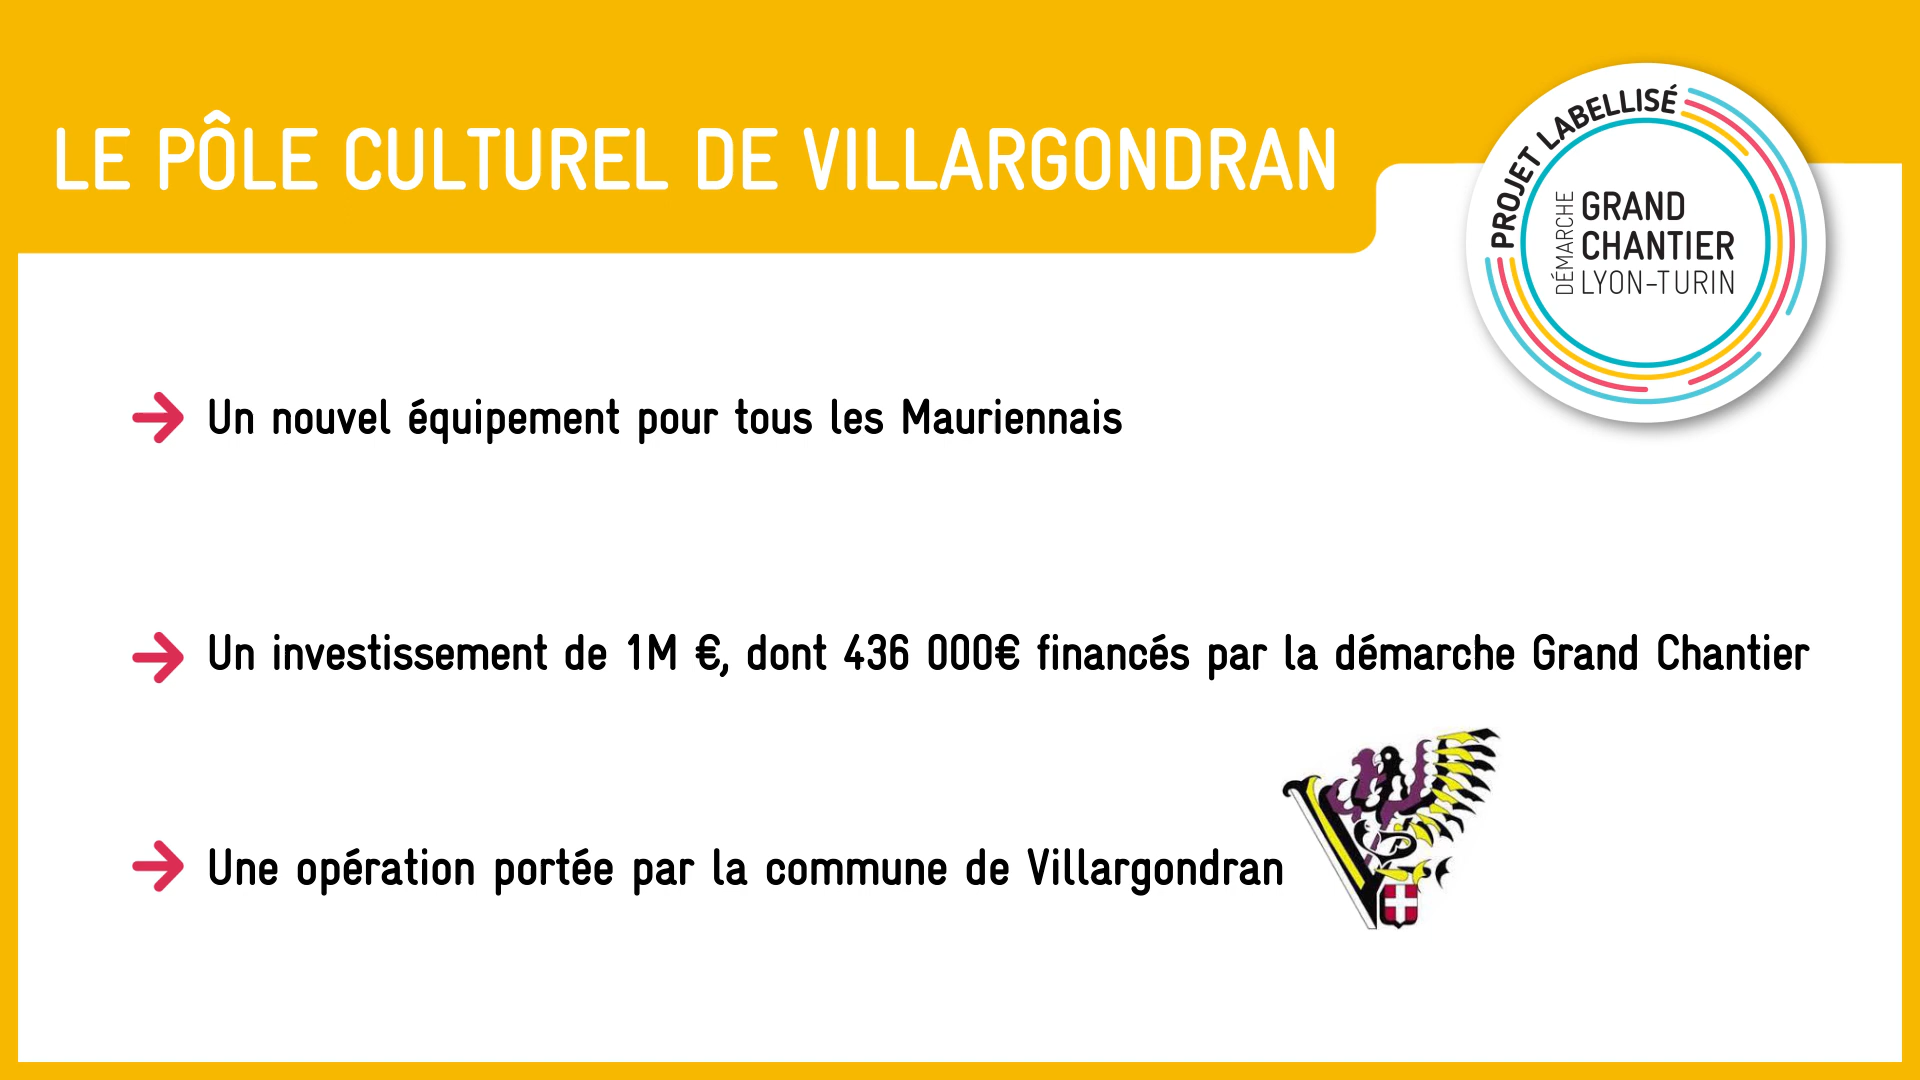 LE PÔLE CULTUREL DE VILLARGONDRAN
PROJET LABELLISÉ
DÉMARCHE
GRAND
CHANTIER
LYON-TURIN
Un nouvel équipement pour tous les Mauriennais
Un investissement de 1M €, dont 436 000€ financés par la démarche Grand Chantier
Une opération portée par la commune de Villargondran